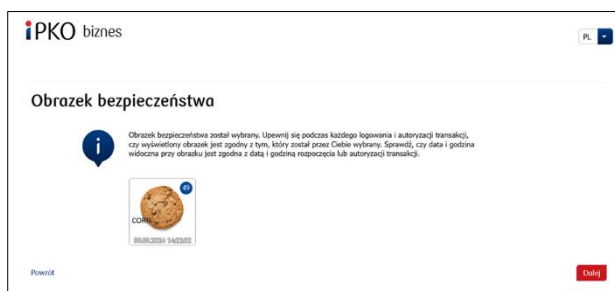 iPKO biznes
PL
Obrazek bezpieczeństwa
Obrazek bezpieczeństwa został wybrany. Upewnij się podczas każdego logowania i autoryzacji transakcji,
czy wyświetlony obrazek jest zgodny z tym, który został przez Ciebie wybrany. Sprawdź, czy data i godzina
widoczna przy obrazku jest zgodna z datą i godziną rozpoczęcia lub autoryzacji transakcji.
Powrót
Dalej